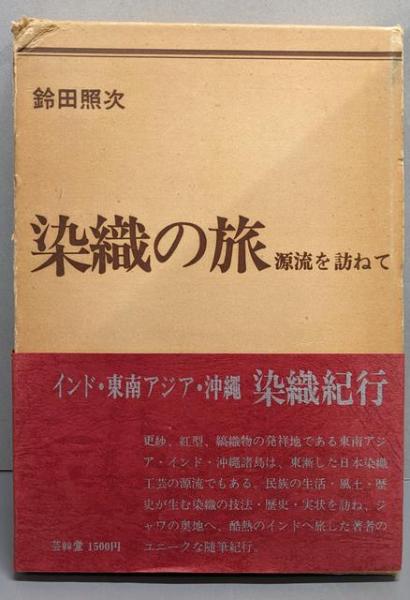 鈴田照次
染織の旅 源流を訪ねて
インド・東南アジア・沖縄 染織紀行
更紗、紅型、縞織物の発祥地である東南アジ
ア・インド・沖縄諸島は、東漸した日本染織
工芸の源流でもある。民族の生活・風土・歴
史が生む染織の技法・歴史・実状を訪ね、ジ
ャワの奥地へ、酷熱のインドへ旅した著者の
ユニークな随筆紀行。
芸艸堂 1500円